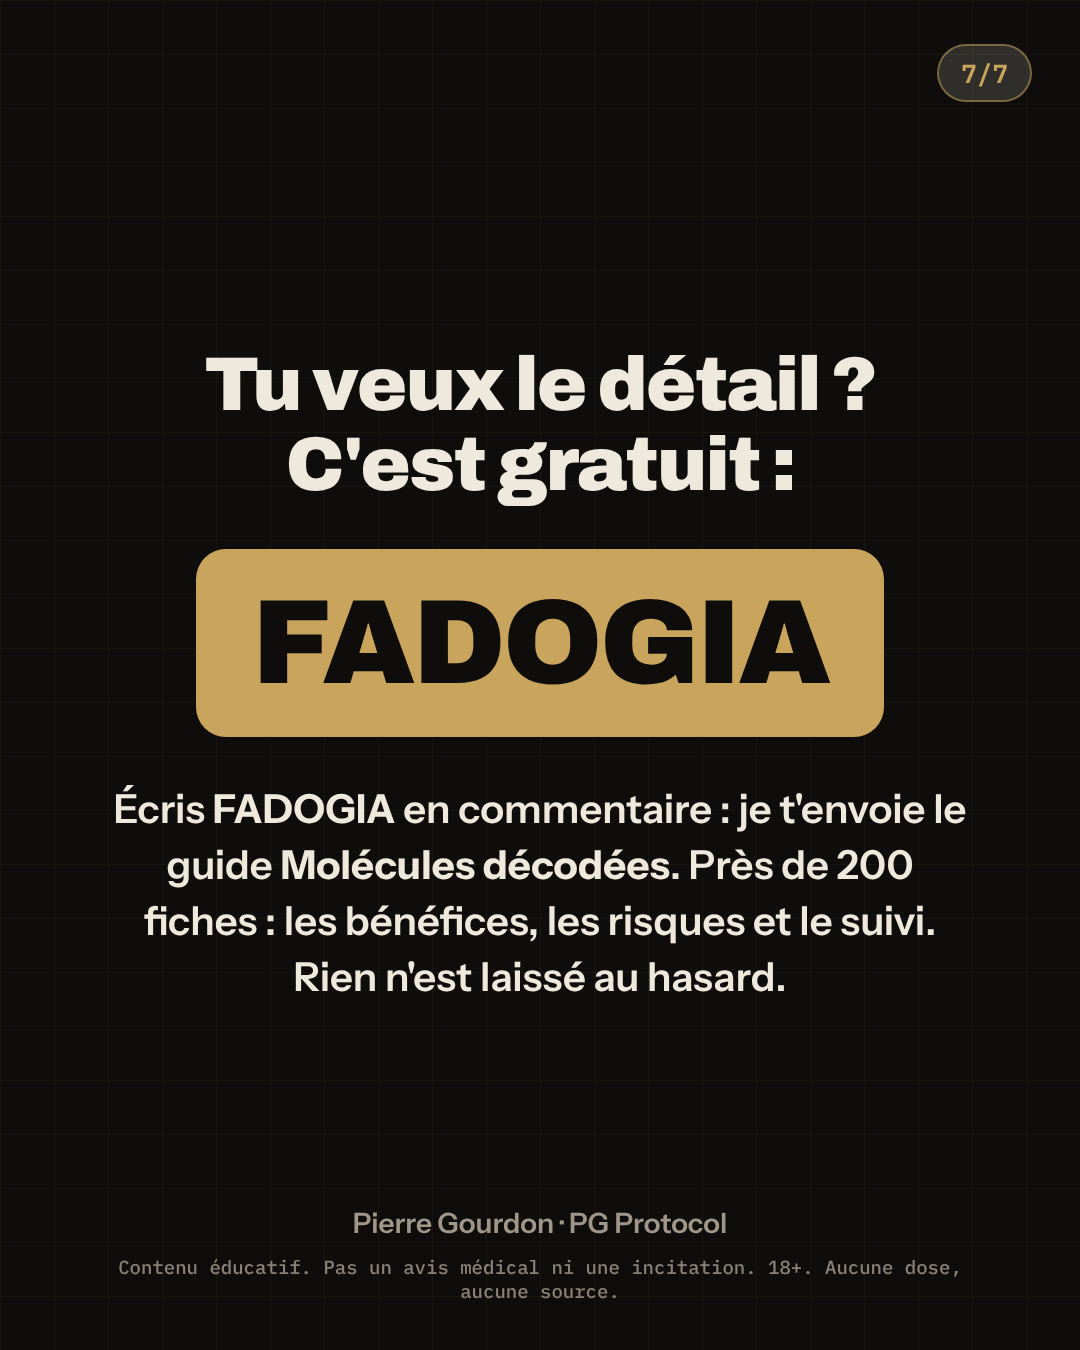 7/7
Tu veux le détail ?
C'est gratuit :
FADOGIA
Écris FADOGIA en commentaire : je t'envoie le
guide Molécules décodées. Près de 200
fiches : les bénéfices, les risques et le suivi.
Rien n'est laissé au hasard.
Pierre Gourdon · PG Protocol
Contenu éducatif. Pas un avis médical ni une incitation. 18+. Aucune dose,
aucune source.